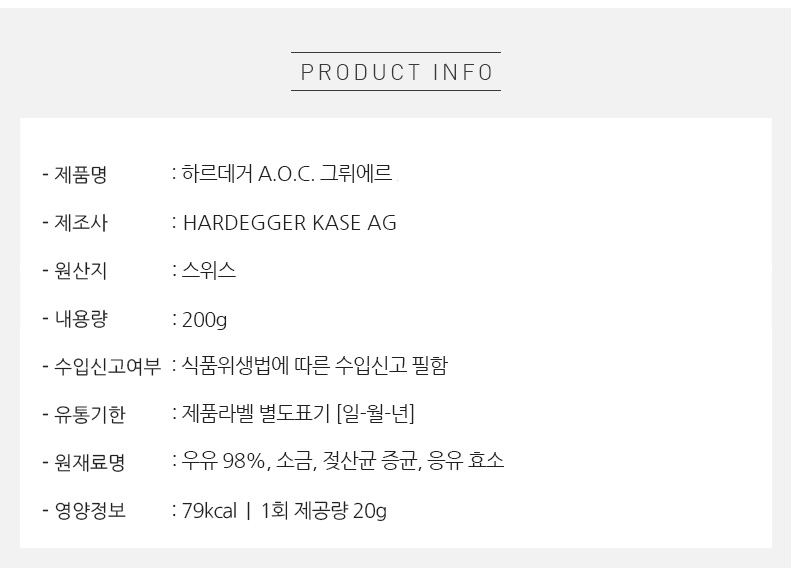 PRODUCT INFO
- 제품명 : 하르데거 A.O.C. 그뤼에르
- 제조사 : HARDEGGER KASE AG
- 원산지 : 스위스
- 내용량 : 200g
- 수입신고여부 : 식품위생법에 따른 수입신고 필함
- 유통기한 : 제품라벨 별도표기 [일-월-년]
- 원재료명 : 우유 98%, 소금, 젖산균 증균, 응유 효소
- 영양정보 : 79kcal | 1회 제공량 20g